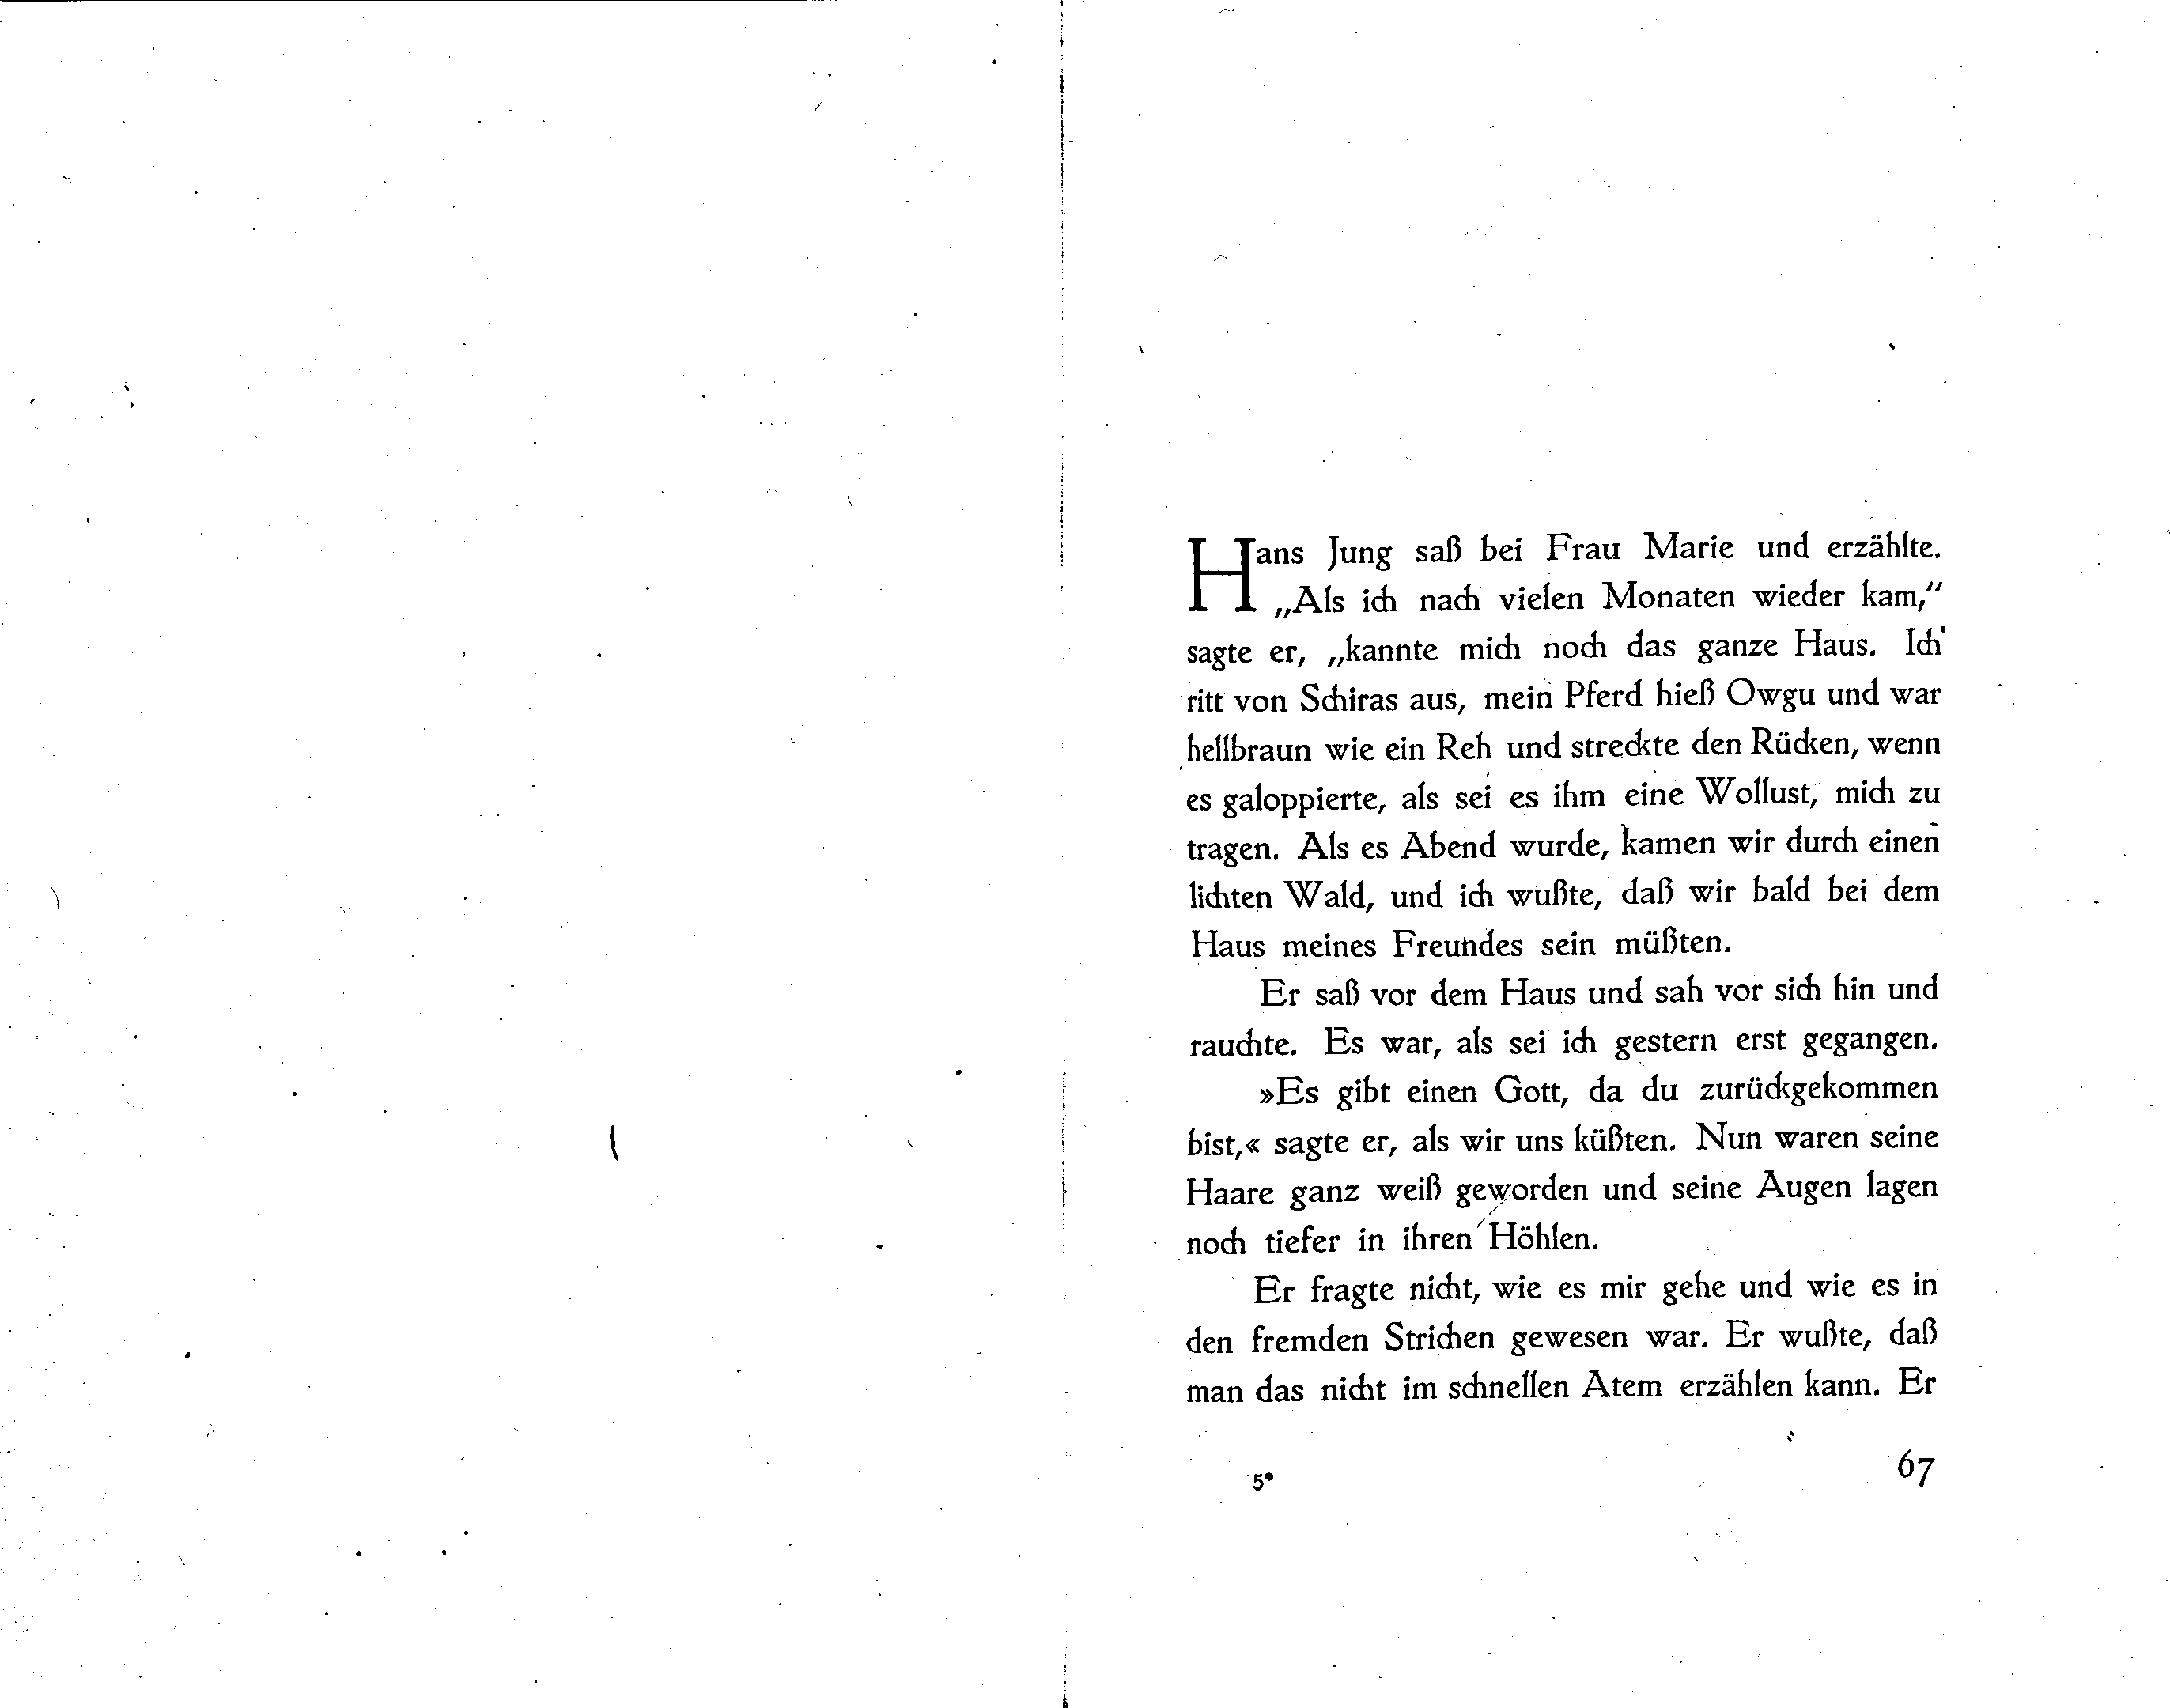 Hans Jung saß bei Frau Marie und erzählte.
„Als ich nach vielen Monaten wieder kam,“
sagte er, „kannte mich noch das ganze Haus. Ich
ritt von Schiras aus, mein Pferd hieß Owgu und war
hellbraun wie ein Reh und streckte den Rücken, wenn
es galoppierte, als sei es ihm eine Wollust, mich zu
tragen. Als es Abend wurde, kamen wir durch einen
lichten Wald, und ich wußte, daß wir bald bei dem
Haus meines Freundes sein müßten.
Er saß vor dem Haus und sah vor sich hin und
rauchte. Es war, als sei ich gestern erst gegangen.
»Es gibt einen Gott, da du zurückgekommen
bist,« sagte er, als wir uns küßten. Nun waren seine
Haare ganz weiß geworden und seine Augen lagen
noch tiefer in ihren Höhlen.
Er fragte nicht, wie es mir gehe und wie es in
den fremden Strichen gewesen war. Er wußte, daß
man das nicht im schnellen Atem erzählen kann. Er
5*
67